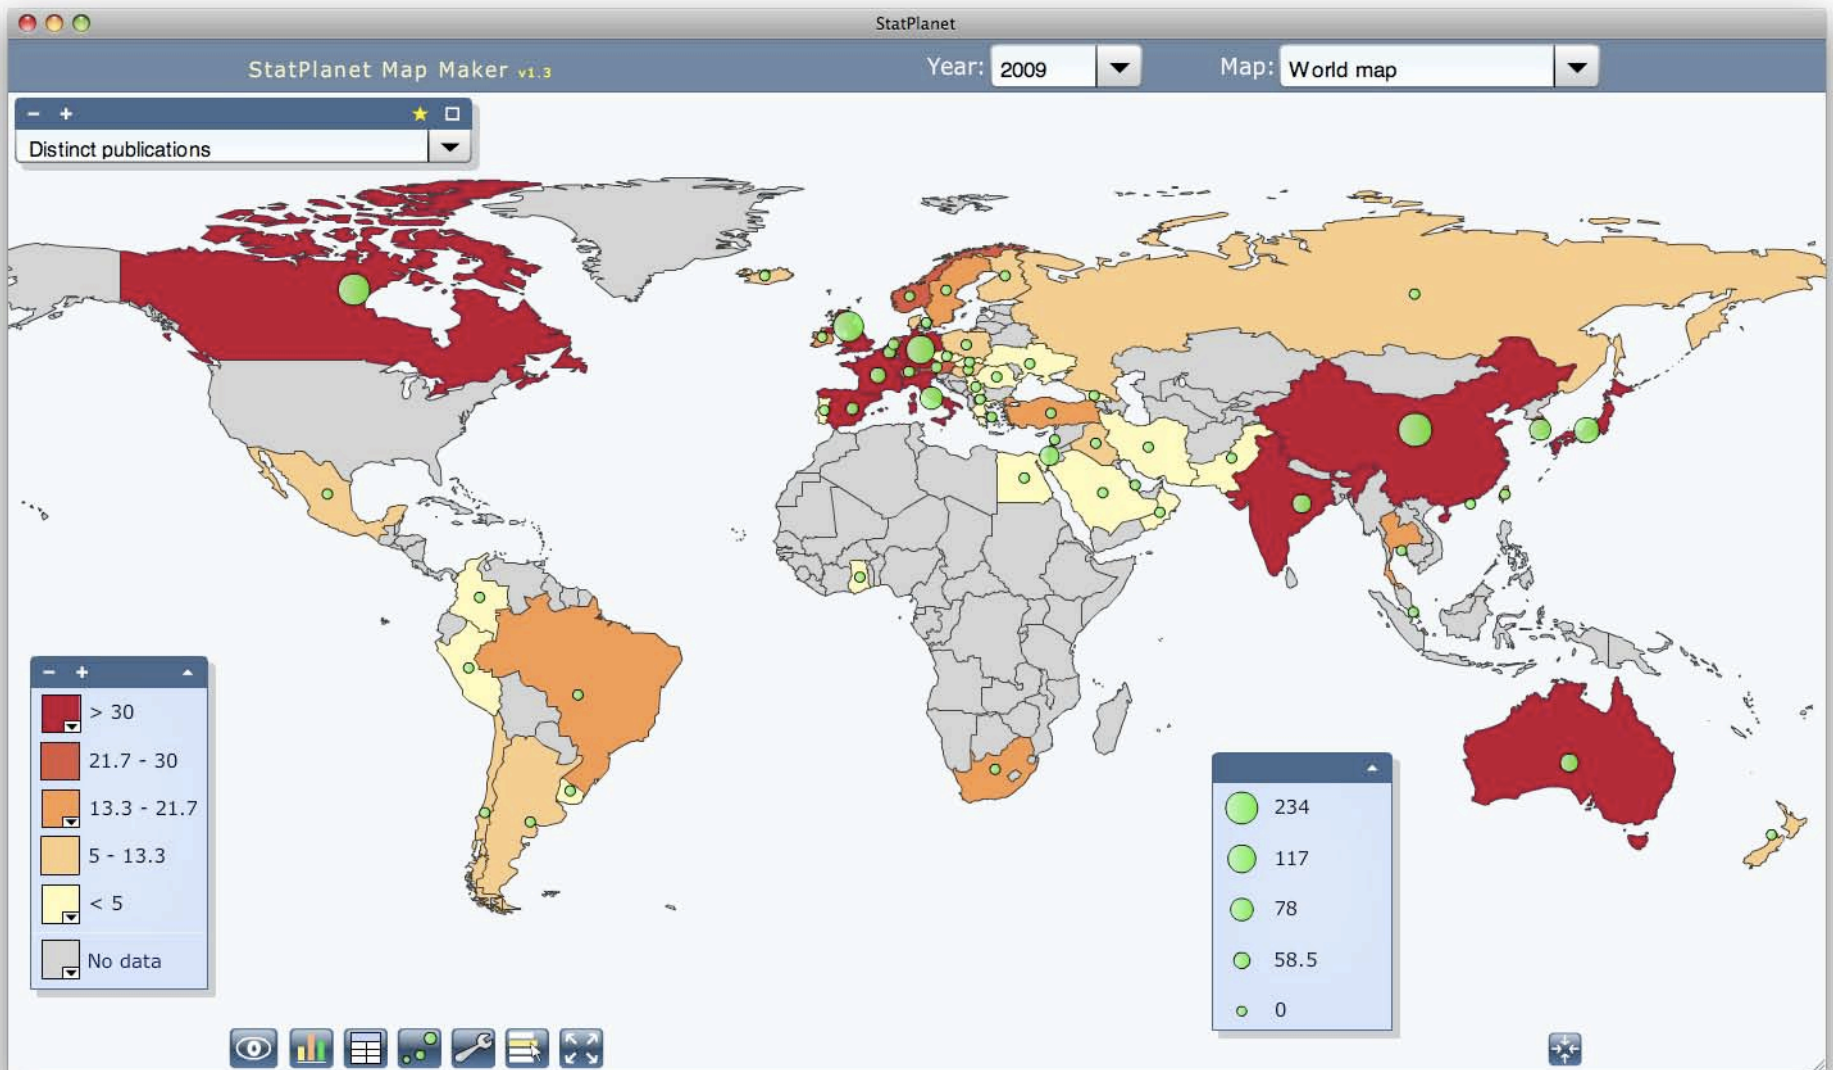 StatPlanet
StatPlanet Map Maker v1.3
Year: 2009
Map: World map
Distinct publications
> 30
21.7 - 30
13.3 - 21.7
5 - 13.3
< 5
No data
234
117
78
58.5
0